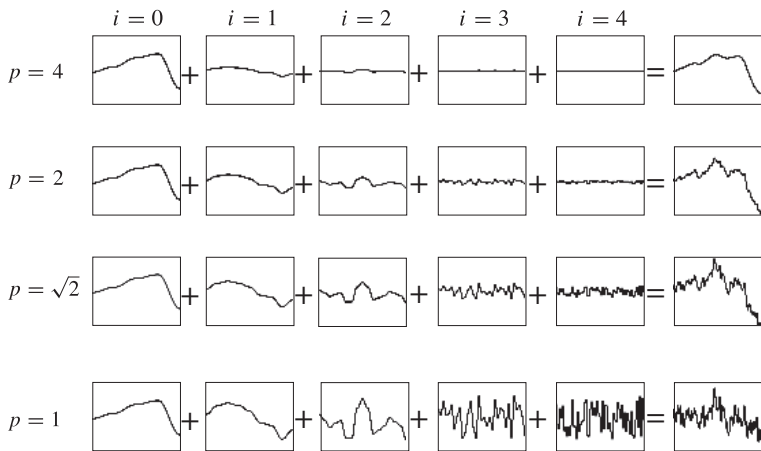 i = 0 i = 1 i = 2 i = 3 i = 4
p = 4 + + + + =
p = 2 + + + + =
p = √2 + + + + =
p = 1 + + + + =